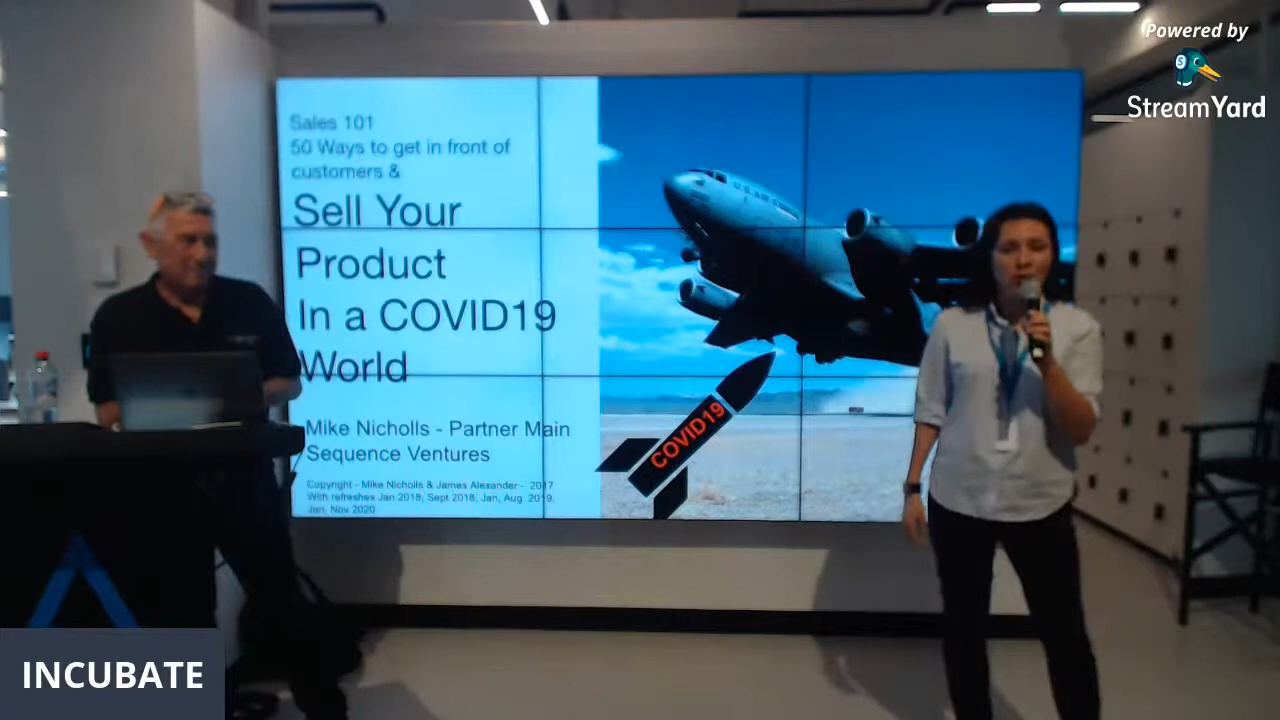 Powered by
StreamYard
Sales 101
50 Ways to get in front of
customers &
Sell Your
Product
In a COVID19
World
Mike Nicholls - Partner Main
Sequence Ventures
Copyright - Mike Nicholls & James Alexander - 2017
With refreshes Jan 2018, Sept 2018, Jan, Aug 2019,
Jan, Nov 2020
U.S. AIR FORCE
COVID19
INCUBATE